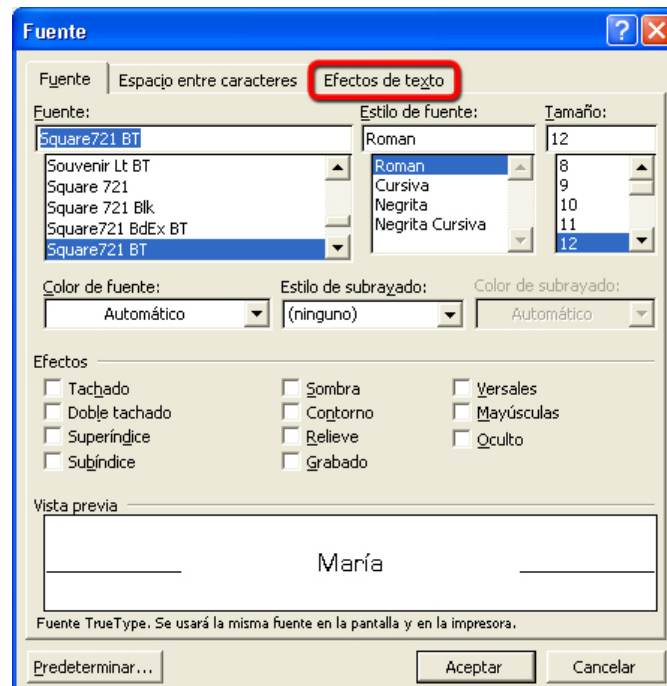 Fuente
Fuente Espacio entre caracteres Efectos de texto
Fuente: Estilo de fuente: Tamaño:
Square721 BT Roman 12
Souvenir Lt BT Roman 8
Square 721 Cursiva 9
Square 721 Blk Negrita 10
Square721 BdEx BT Negrita Cursiva 11
Square721 BT 12
Color de fuente: Estilo de subrayado: Color de subrayado:
Automático (ninguno) Automático
Efectos
Tachado Sombra Versales
Doble tachado Contorno Mayúsculas
Superíndice Relieve Oculto
Subíndice Grabado
Vista previa
María
Fuente TrueType. Se usará la misma fuente en la pantalla y en la impresora.
Predeterminar... Aceptar Cancelar